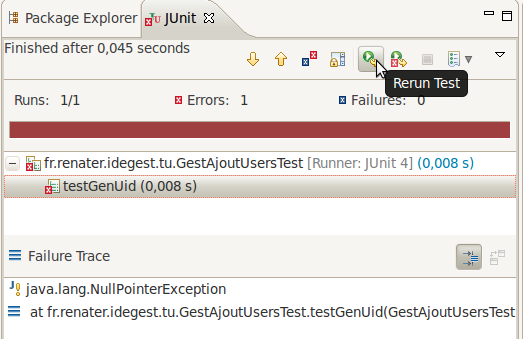 Package Explorer JUnit
Finished after 0,045 seconds
Rerun Test
Runs: 1/1 Errors: 1 Failures: 0
fr.renater.idegest.tu.GestAjoutUsersTest [Runner: JUnit 4] (0,008 s)
testGenUid (0,008 s)
Failure Trace
java.lang.NullPointerException
at fr.renater.idegest.tu.GestAjoutUsersTest.testGenUid(GestAjoutUsersTest